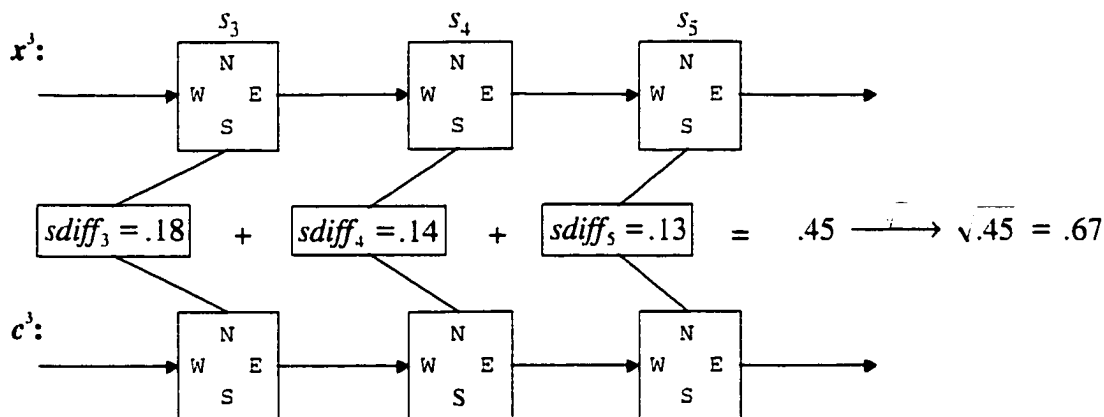 s₃ s₄ s₅
x³:
N N N
W E W E W E
S S S
sdiff₃ = .18 + sdiff₄ = .14 + sdiff₅ = .13 = .45 → √.45 = .67
c³:
N N N
W E W E W E
S S S